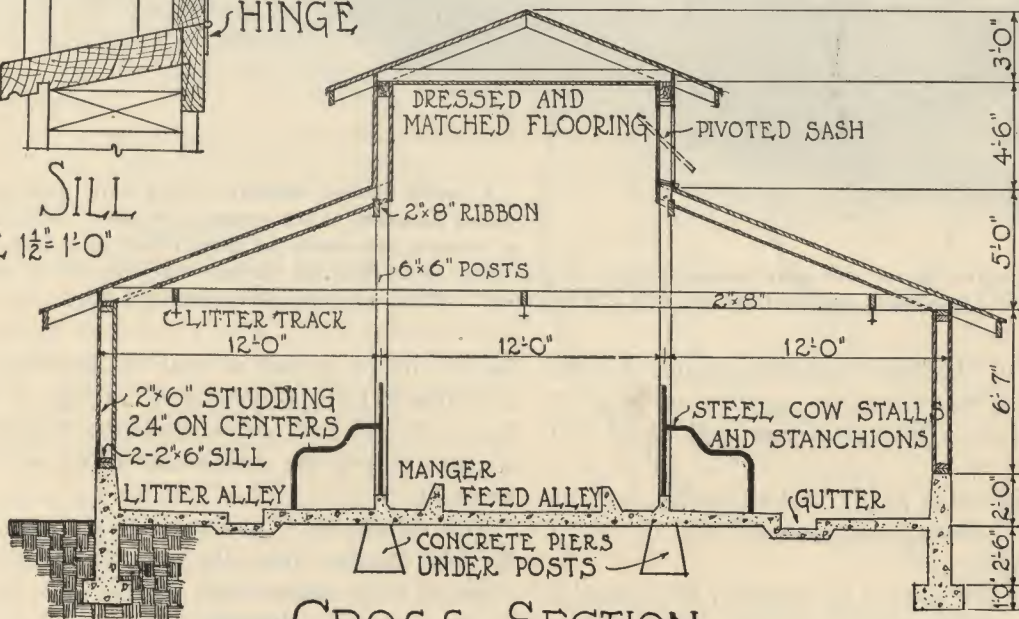 HINGE
SILL
1½"=1'-0"
DRESSED AND
MATCHED FLOORING
PIVOTED SASH
2"x8" RIBBON
6"x6" POSTS
2"x8"
LITTER TRACK
12'-0"
12'-0"
12'-0"
2"x6" STUDDING
24" ON CENTERS
2-2"x6" SILL
STEEL COW STALLS
AND STANCHIONS
LITTER ALLEY
MANGER
FEED ALLEY
GUTTER
CONCRETE PIERS
UNDER POSTS
3'-0"
4'-6"
5'-0"
6'-7"
2'-0"
2'-6"
1'-0"
CROSS SECTION